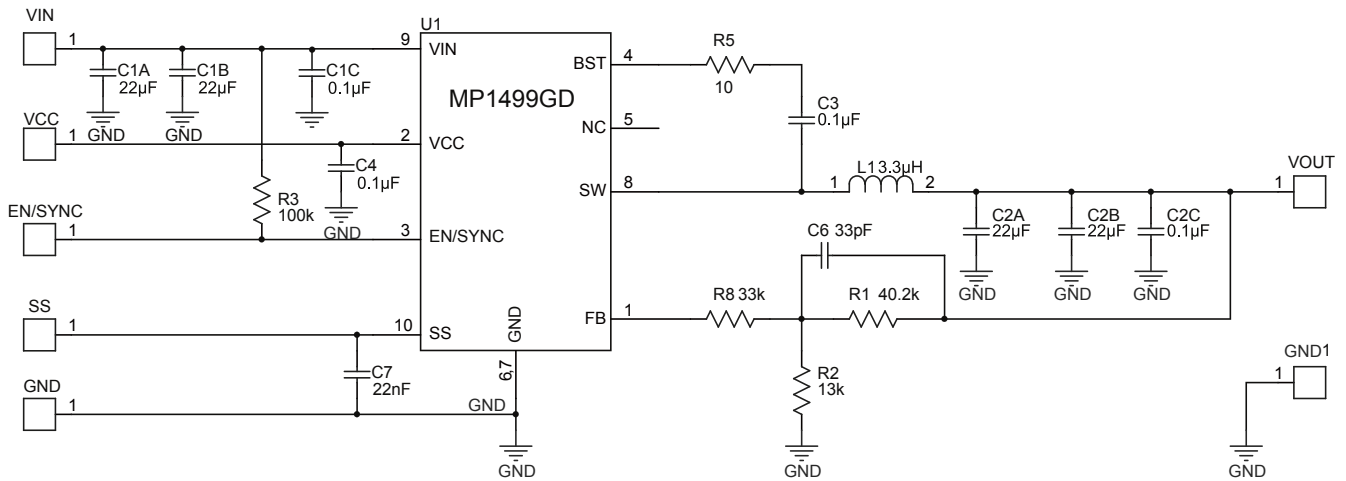 VIN
1
C1A
22µF
GND
C1B
22µF
GND
C1C
0.1µF
9
U1
VIN
MP1499GD
BST
4
R5
10
C3
0.1µF
NC
5
VCC
1
2
VCC
C4
0.1µF
GND
R3
100k
SW
8
1
L1 3.3µH
2
C2A
22µF
GND
C2B
22µF
GND
C2C
0.1µF
GND
1
VOUT
EN/SYNC
1
3
EN/SYNC
C6 33pF
SS
1
10
SS
GND
6,7
FB
1
R8 33k
R1 40.2k
R2
13k
GND
C7
22nF
GND
1
GND
GND
GND1
1
GND